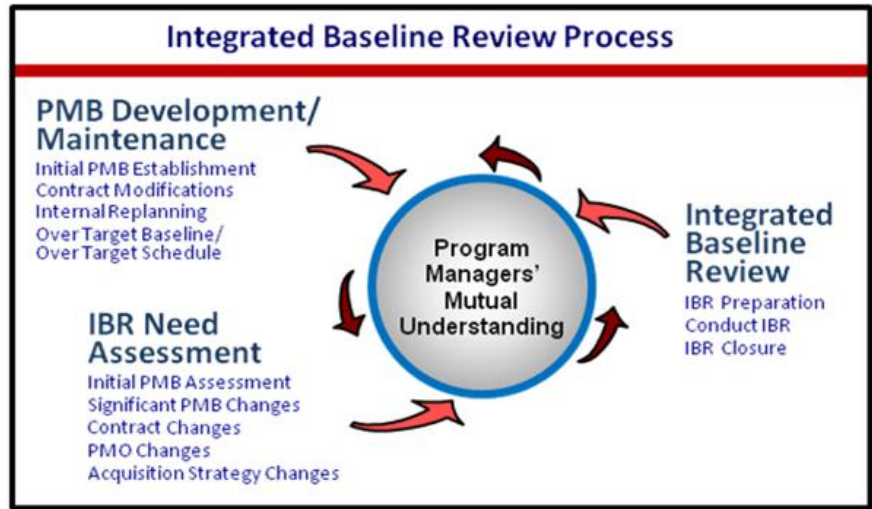 Integrated Baseline Review Process
PMB Development/
Maintenance
Initial PMB Establishment
Contract Modifications
Internal Replanning
Over Target Baseline/
Over Target Schedule
IBR Need
Assessment
Initial PMB Assessment
Significant PMB Changes
Contract Changes
PMO Changes
Acquisition Strategy Changes
Program
Managers’
Mutual
Understanding
Integrated
Baseline
Review
IBR Preparation
Conduct IBR
IBR Closure